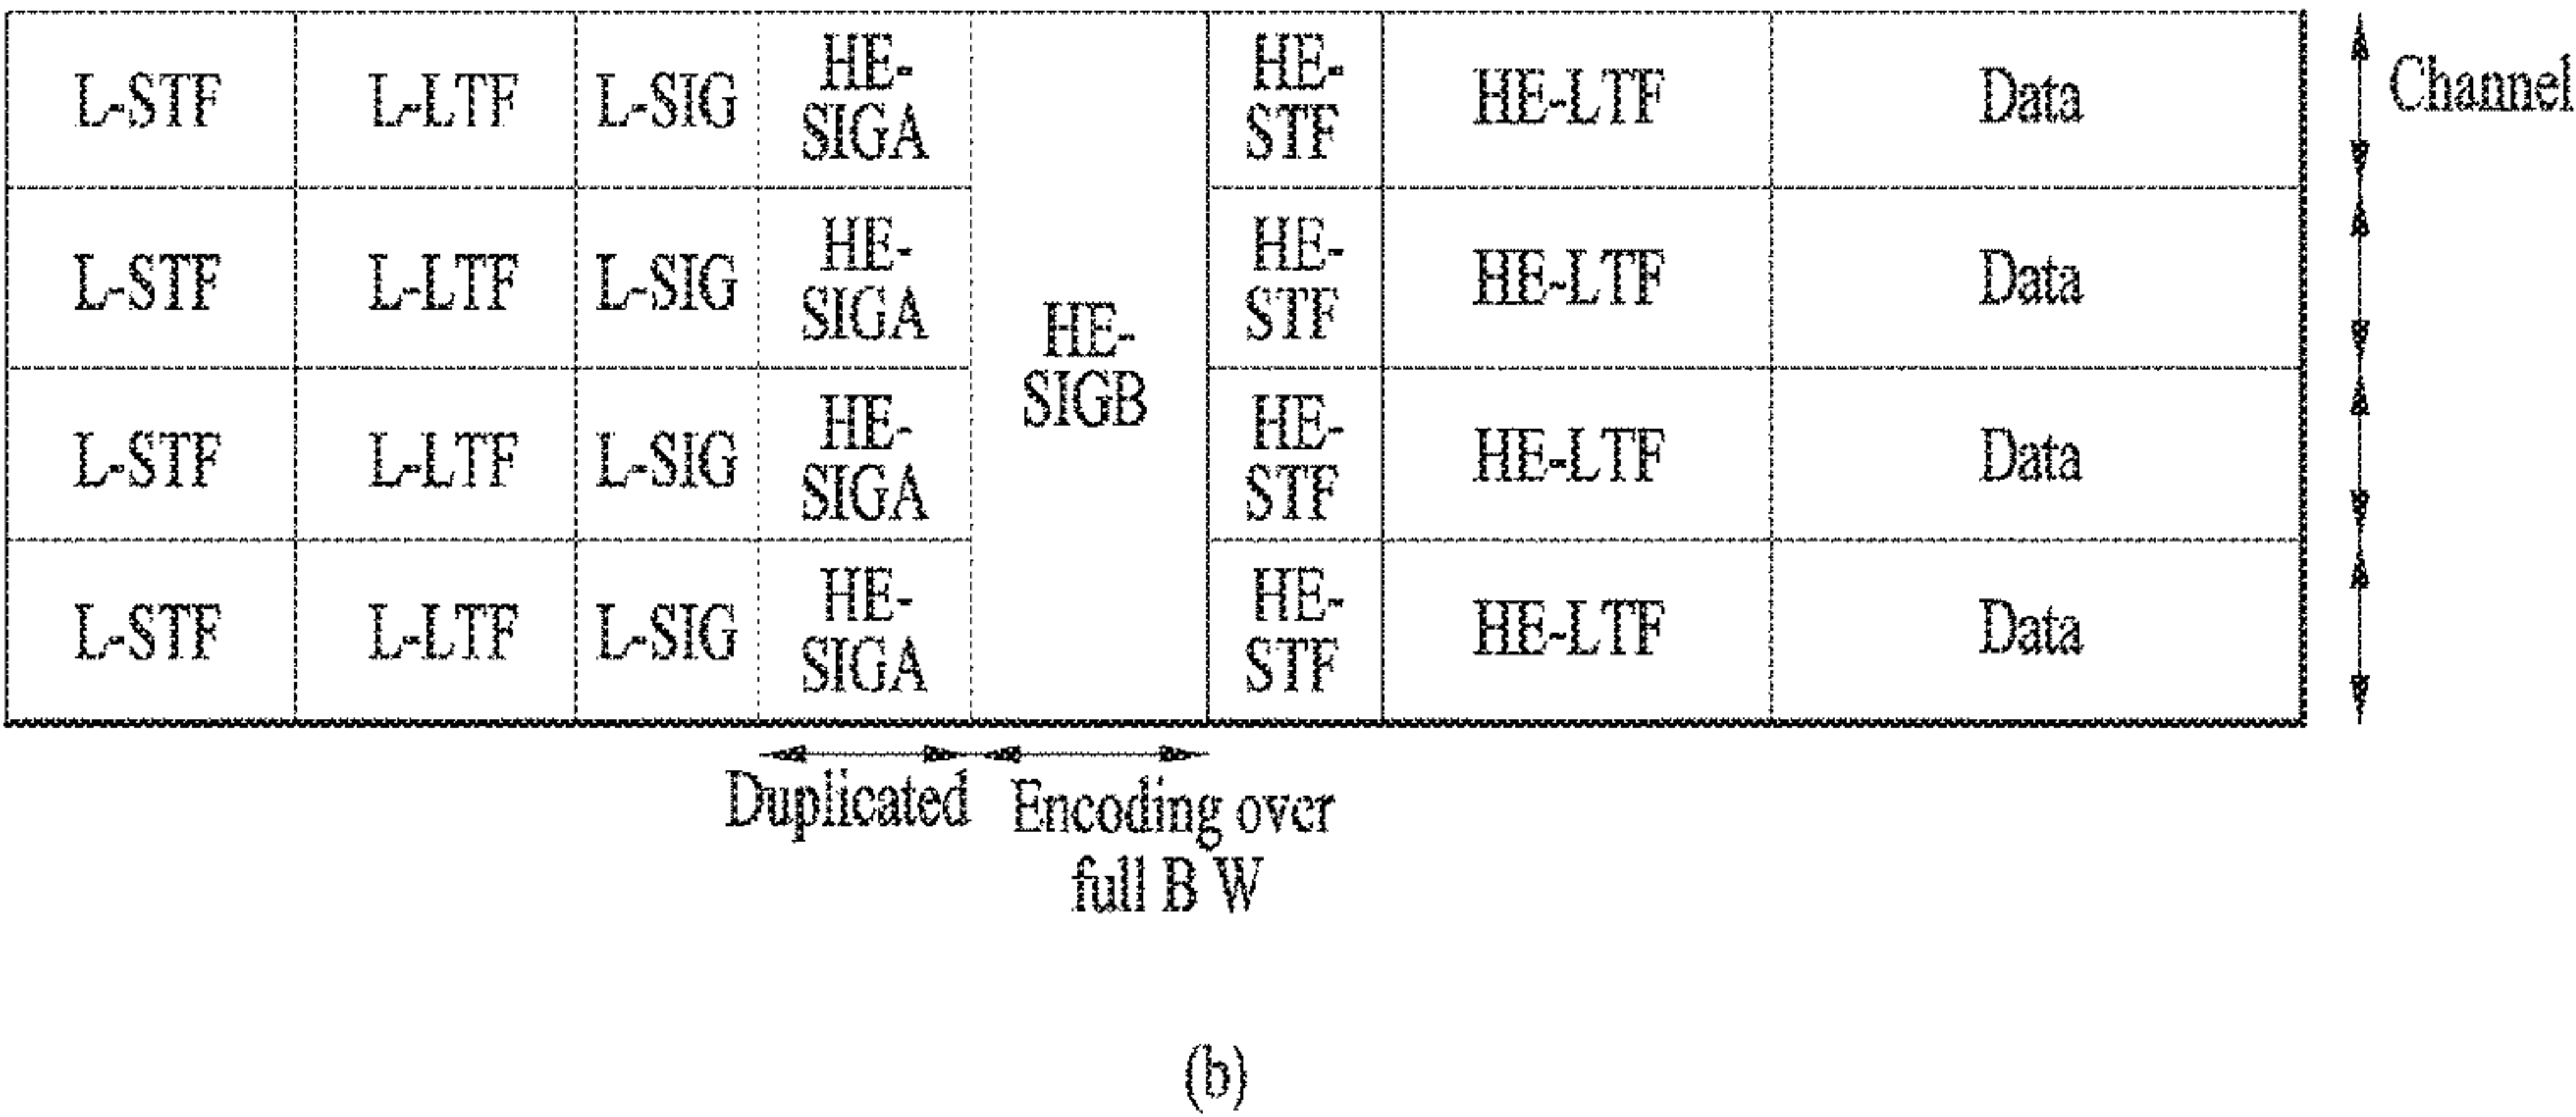 L-STF L-LTF L-SIG HE-SIGA HE-STF HE-LTF Data Channel
L-STF L-LTF L-SIG HE-SIGA HE-STF HE-LTF Data
HE-SIGB
L-STF L-LTF L-SIG HE-SIGA HE-STF HE-LTF Data
L-STF L-LTF L-SIG HE-SIGA HE-STF HE-LTF Data
Duplicated Encoding over
full B W
(b)